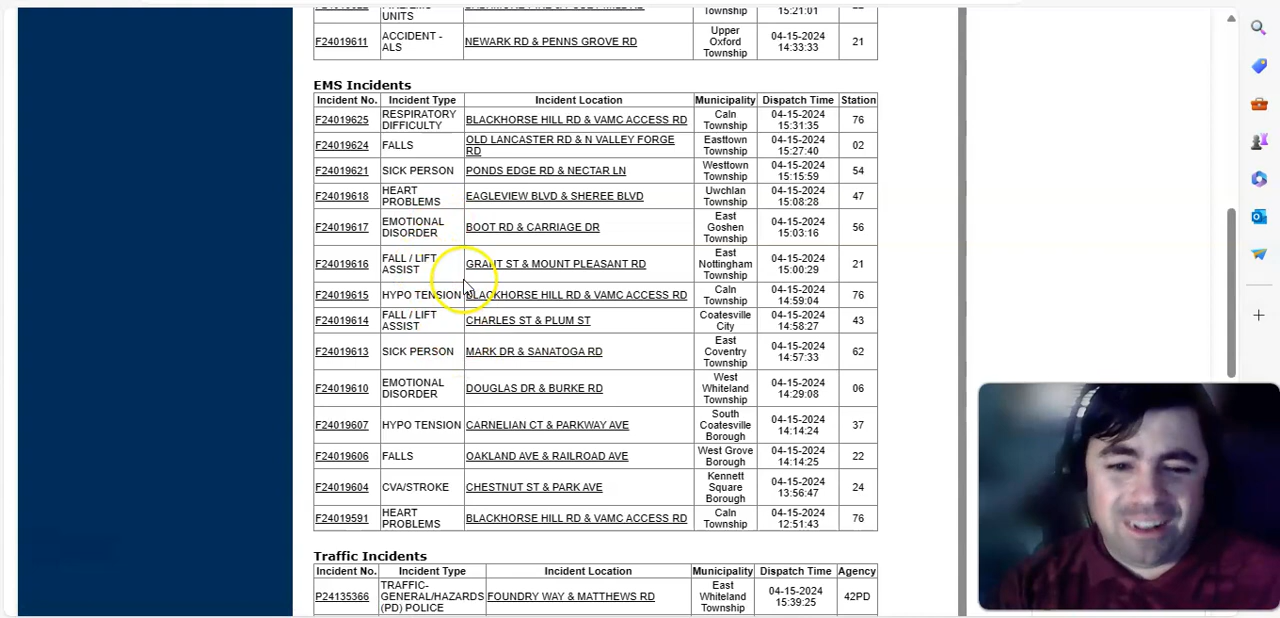 UNITS
Township
15:21:01
F24019611 ACCIDENT - ALS NEWARK RD & PENNS GROVE RD Upper Oxford Township 04-15-2024 14:33:33 21
EMS Incidents
Incident No. Incident Type Incident Location Municipality Dispatch Time Station
F24019625 RESPIRATORY DIFFICULTY BLACKHORSE HILL RD & VAMC ACCESS RD Caln Township 04-15-2024 15:31:35 76
F24019624 FALLS OLD LANCASTER RD & N VALLEY FORGE RD Easttown Township 04-15-2024 15:27:40 02
F24019621 SICK PERSON PONDS EDGE RD & NECTAR LN Westtown Township 04-15-2024 15:15:59 54
F24019618 HEART PROBLEMS EAGLEVIEW BLVD & SHEREE BLVD Uwchlan Township 04-15-2024 15:08:28 47
F24019617 EMOTIONAL DISORDER BOOT RD & CARRIAGE DR East Goshen Township 04-15-2024 15:03:16 56
F24019616 FALL / LIFT ASSIST GRANT ST & MOUNT PLEASANT RD East Nottingham Township 04-15-2024 15:00:29 21
F24019615 HYPO TENSION BLACKHORSE HILL RD & VAMC ACCESS RD Caln Township 04-15-2024 14:59:04 76
F24019614 FALL / LIFT ASSIST CHARLES ST & PLUM ST Coatesville City 04-15-2024 14:58:27 43
F24019613 SICK PERSON MARK DR & SANATOGA RD East Coventry Township 04-15-2024 14:57:33 62
F24019610 EMOTIONAL DISORDER DOUGLAS DR & BURKE RD West Whiteland Township 04-15-2024 14:29:08 06
F24019607 HYPO TENSION CARNELIAN CT & PARKWAY AVE South Coatesville Borough 04-15-2024 14:14:24 37
F24019606 FALLS OAKLAND AVE & RAILROAD AVE West Grove Borough 04-15-2024 14:14:25 22
F24019604 CVA/STROKE CHESTNUT ST & PARK AVE Kennett Square Borough 04-15-2024 13:56:47 24
F24019591 HEART PROBLEMS BLACKHORSE HILL RD & VAMC ACCESS RD Caln Township 04-15-2024 12:51:43 76
Traffic Incidents
Incident No. Incident Type Incident Location Municipality Dispatch Time Agency
P24135366 TRAFFIC-GENERAL/HAZARDS (PD) POLICE FOUNDRY WAY & MATTHEWS RD East Whiteland Township 04-15-2024 15:39:25 42PD